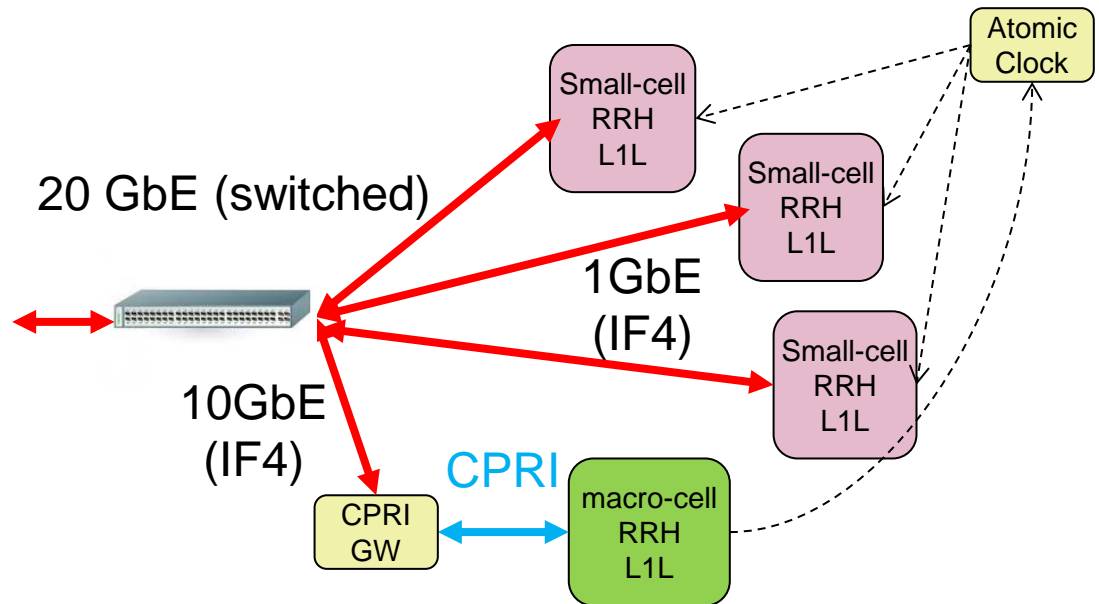 Atomic
Clock
Small-cell
RRH
L1L
20 GbE (switched)
Small-cell
RRH
L1L
1GbE
(IF4)
Small-cell
RRH
L1L
10GbE
(IF4)
CPRI
macro-cell
RRH
L1L
CPRI
GW